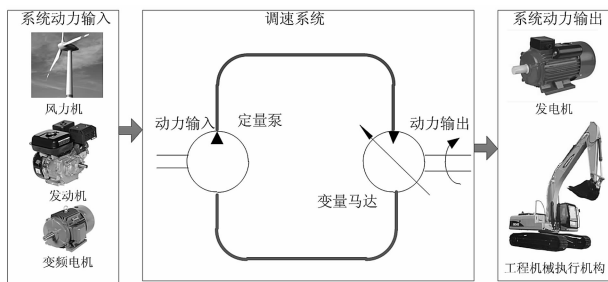 系统动力输入
风力机
发动机
变频电机
调速系统
动力输入
定量泵
动力输出
变量马达
系统动力输出
发电机
工程机械执行机构